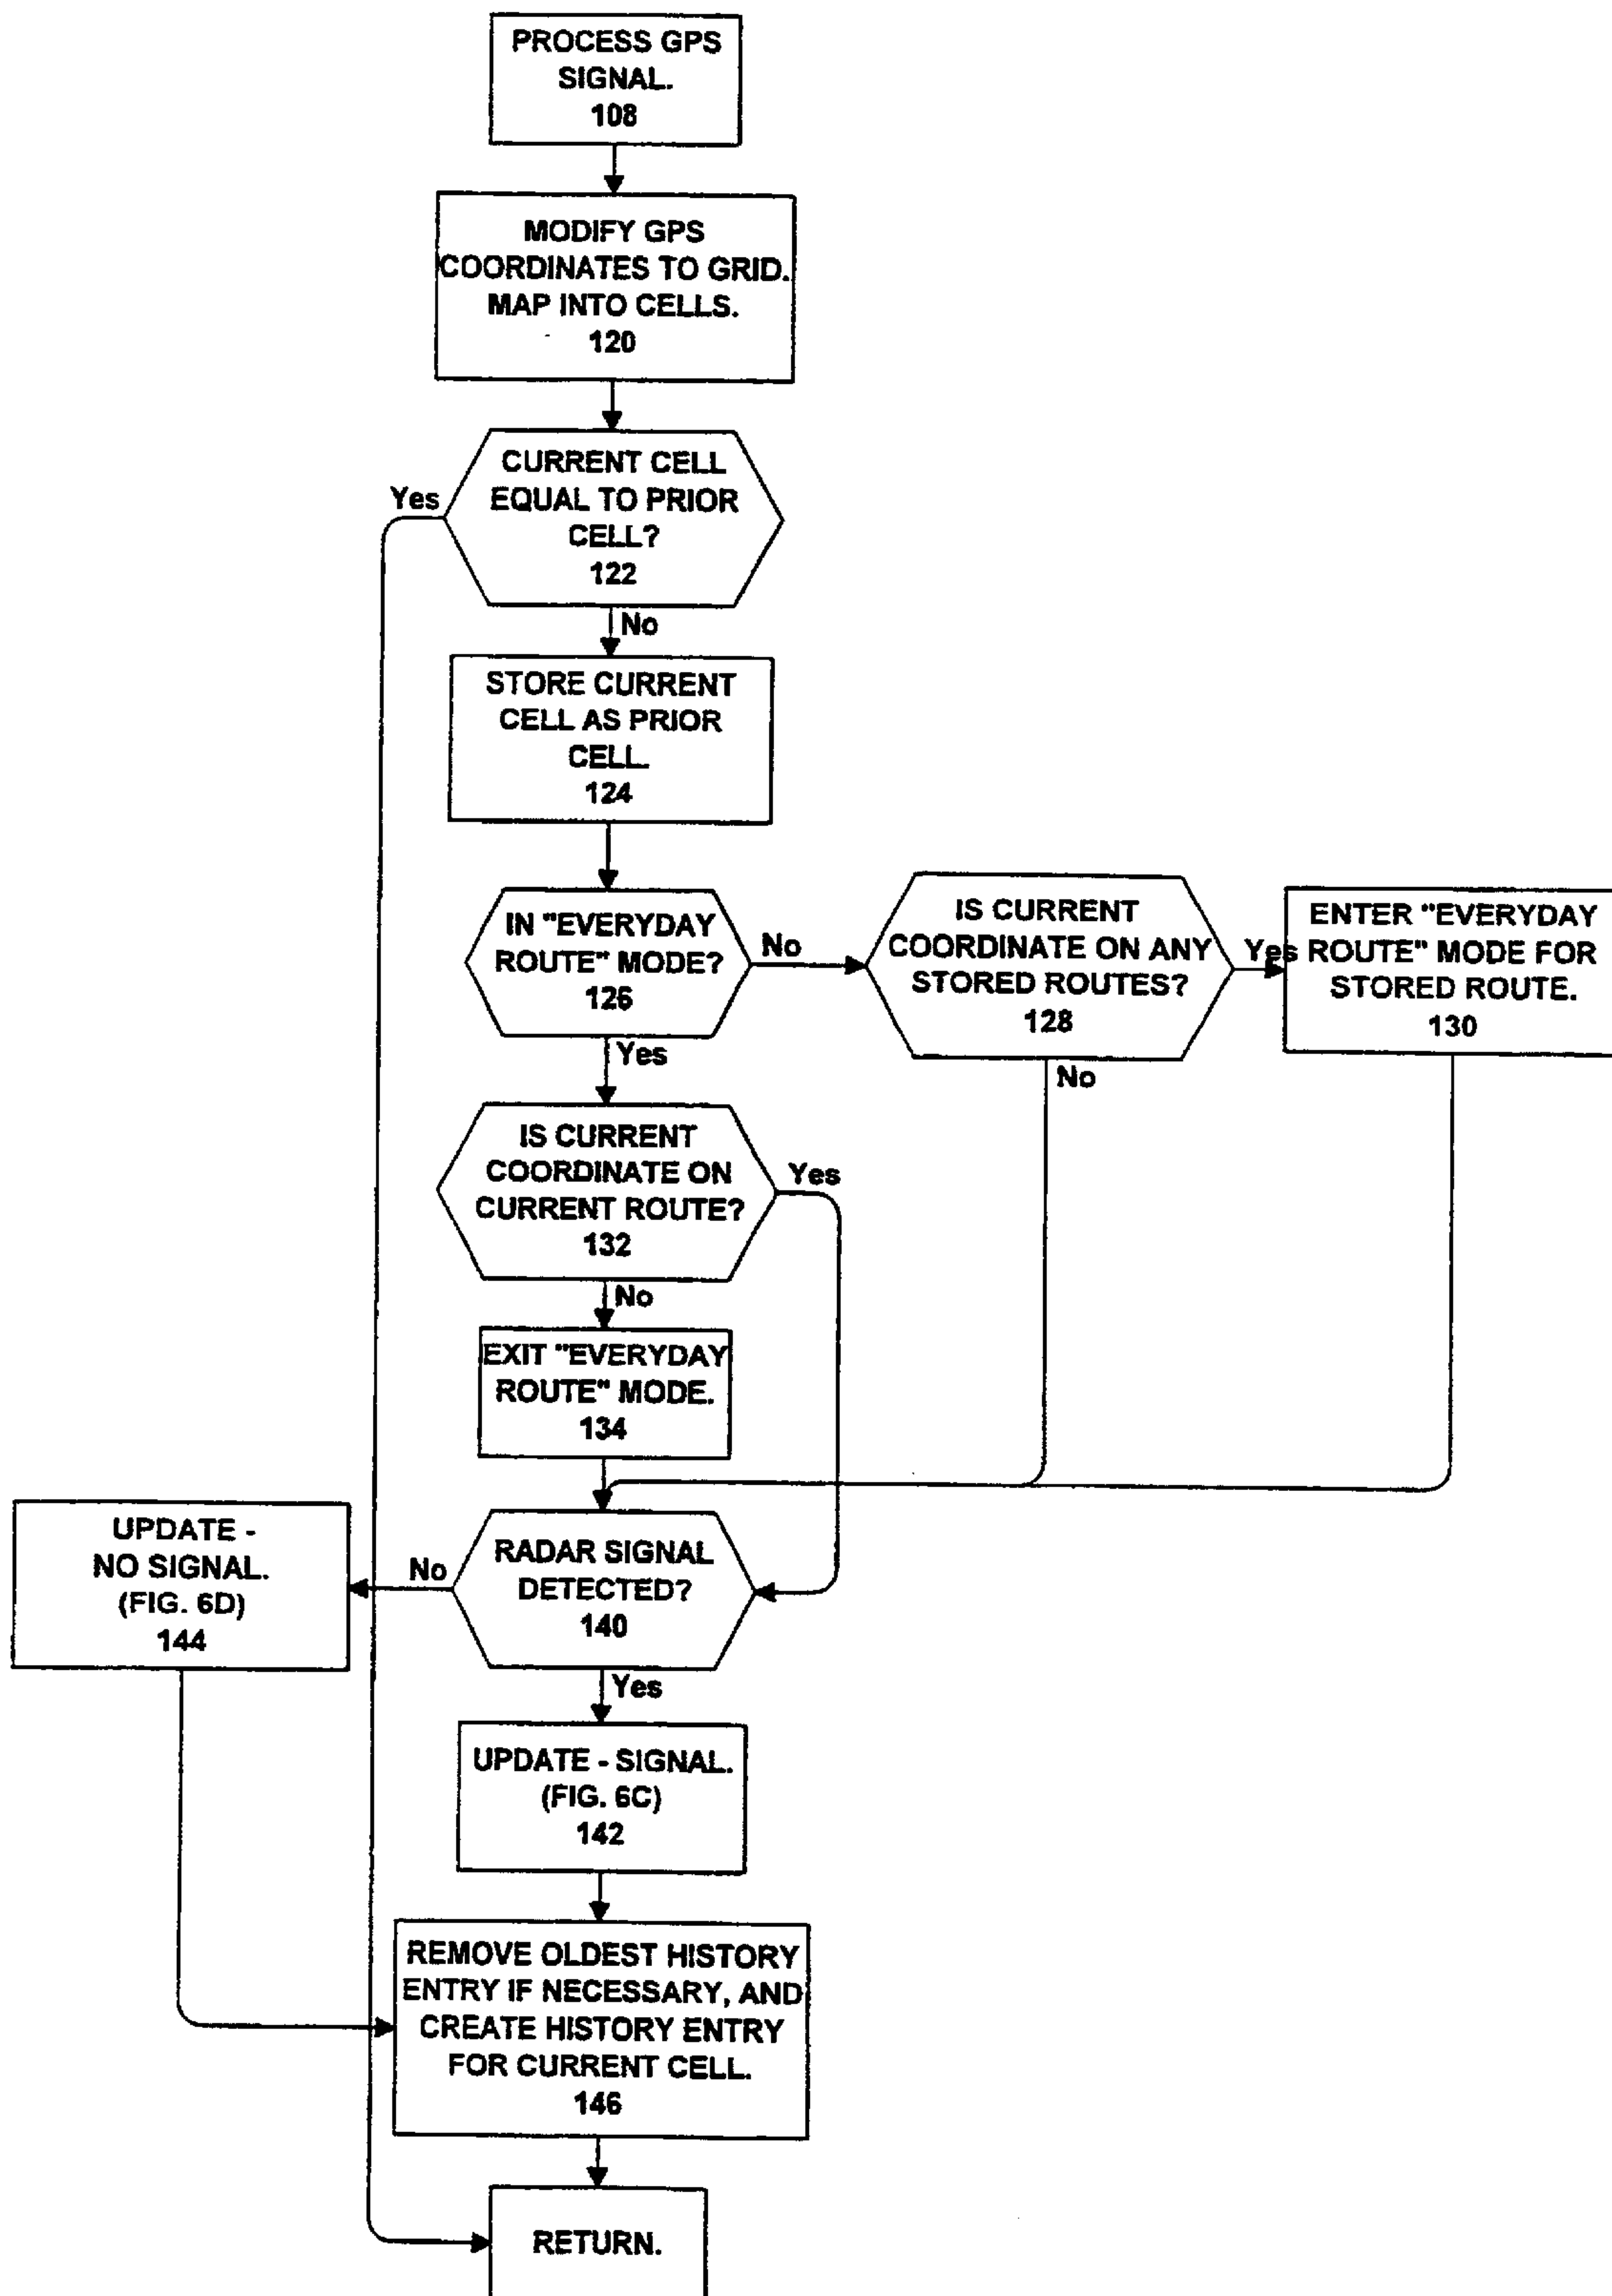 PROCESS GPS
SIGNAL.
108
MODIFY GPS
COORDINATES TO GRID.
MAP INTO CELLS.
120
CURRENT CELL
EQUAL TO PRIOR
CELL?
122
Yes
No
STORE CURRENT
CELL AS PRIOR
CELL.
124
IN "EVERYDAY
ROUTE" MODE?
126
No
Yes
IS CURRENT
COORDINATE ON ANY
STORED ROUTES?
128
Yes
No
ENTER "EVERYDAY
ROUTE" MODE FOR
STORED ROUTE.
130
IS CURRENT
COORDINATE ON
CURRENT ROUTE?
132
Yes
No
EXIT "EVERYDAY
ROUTE" MODE.
134
RADAR SIGNAL
DETECTED?
140
No
Yes
UPDATE -
NO SIGNAL.
(FIG. 6D)
144
UPDATE - SIGNAL.
(FIG. 6C)
142
REMOVE OLDEST HISTORY
ENTRY IF NECESSARY, AND
CREATE HISTORY ENTRY
FOR CURRENT CELL.
146
RETURN.